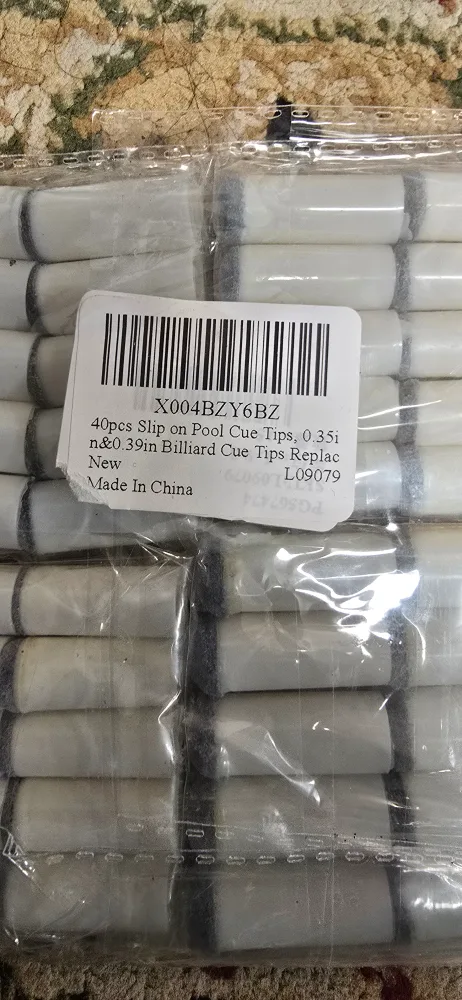 X004BZY6BZ
40pcs Slip on Pool Cue Tips, 0.35i
n&0.39in Billiard Cue Tips Replac
New L09079
Made In China